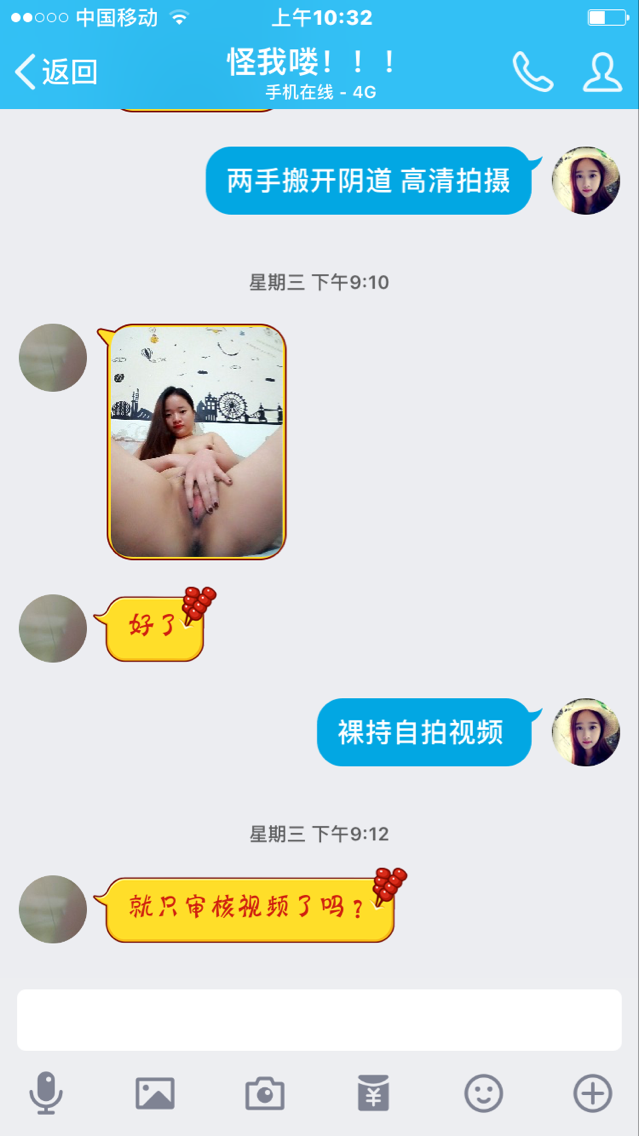 中国移动
上午10:32
返回
怪我喽！！！
手机在线 - 4G
两手搬开阴道 高清拍摄
星期三 下午9:10
好了
裸持自拍视频
星期三 下午9:12
就只审核视频了吗？